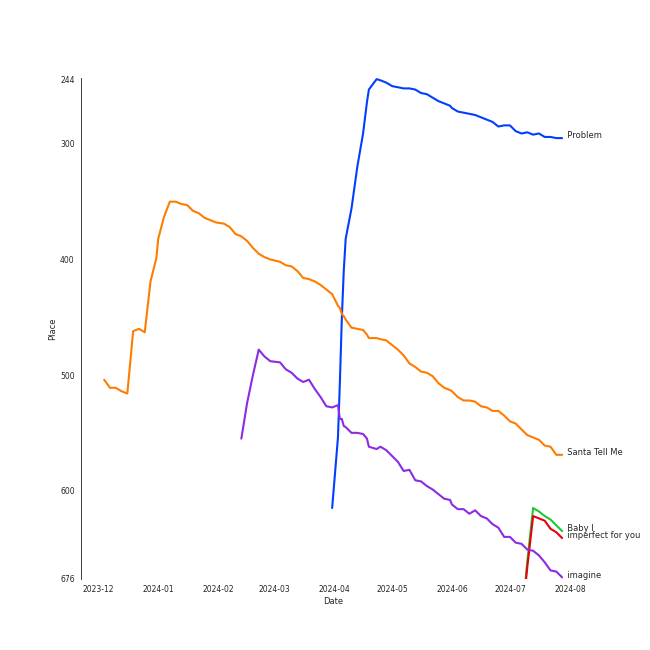 244
300
400
500
600
676
Place
2023-12
2024-01
2024-02
2024-03
2024-04
2024-05
2024-06
2024-07
2024-08
Date
Problem
Santa Tell Me
Baby I
imperfect for you
imagine